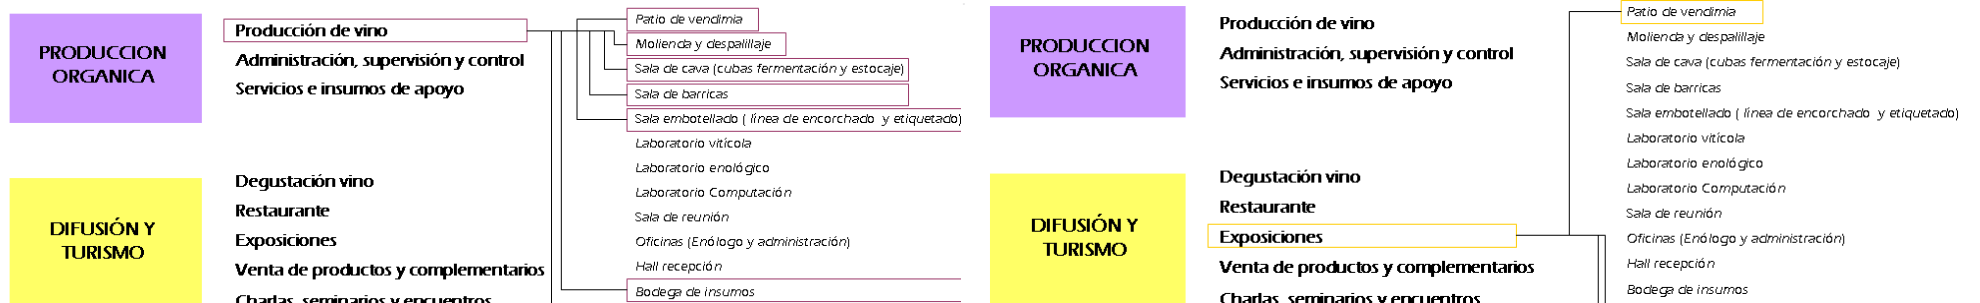 PRODUCCION
ORGANICA
Producción de vino
Administración, supervisión y control
Servicios e insumos de apoyo
DIFUSIÓN Y
TURISMO
Degustación vino
Restaurante
Exposiciones
Venta de productos y complementarios
Charlas, seminarios y encuentros
Patio de vendimia
Molienda y despalillaje
Sala de cava (cubas fermentación y estocaje)
Sala de barricas
Sala embotellado ( línea de encorchado y etiquetado)
Laboratorio vitícola
Laboratorio enológico
Laboratorio Computación
Sala de reunión
Oficinas (Enólogo y administración)
Hall recepción
Bodega de insumos
PRODUCCION
ORGANICA
Producción de vino
Administración, supervisión y control
Servicios e insumos de apoyo
DIFUSIÓN Y
TURISMO
Degustación vino
Restaurante
Exposiciones
Venta de productos y complementarios
Charlas, seminarios y encuentros
Patio de vendimia
Molienda y despalillaje
Sala de cava (cubas fermentación y estocaje)
Sala de barricas
Sala embotellado ( línea de encorchado y etiquetado)
Laboratorio vitícola
Laboratorio enológico
Laboratorio Computación
Sala de reunión
Oficinas (Enólogo y administración)
Hall recepción
Bodega de insumos